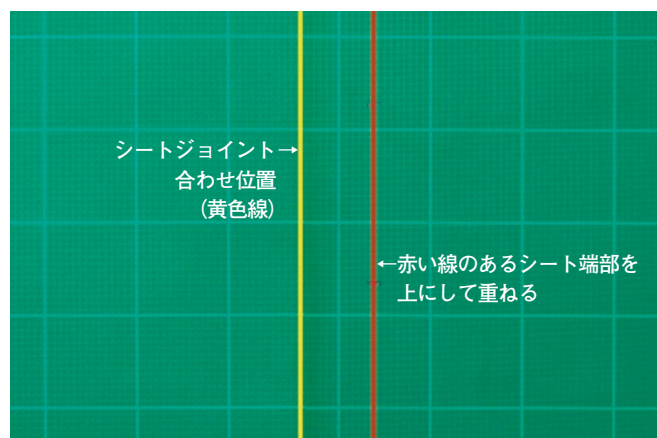 シートジョイント→
合わせ位置
(黄色線)
←赤い線のあるシート端部を
上にして重ねる